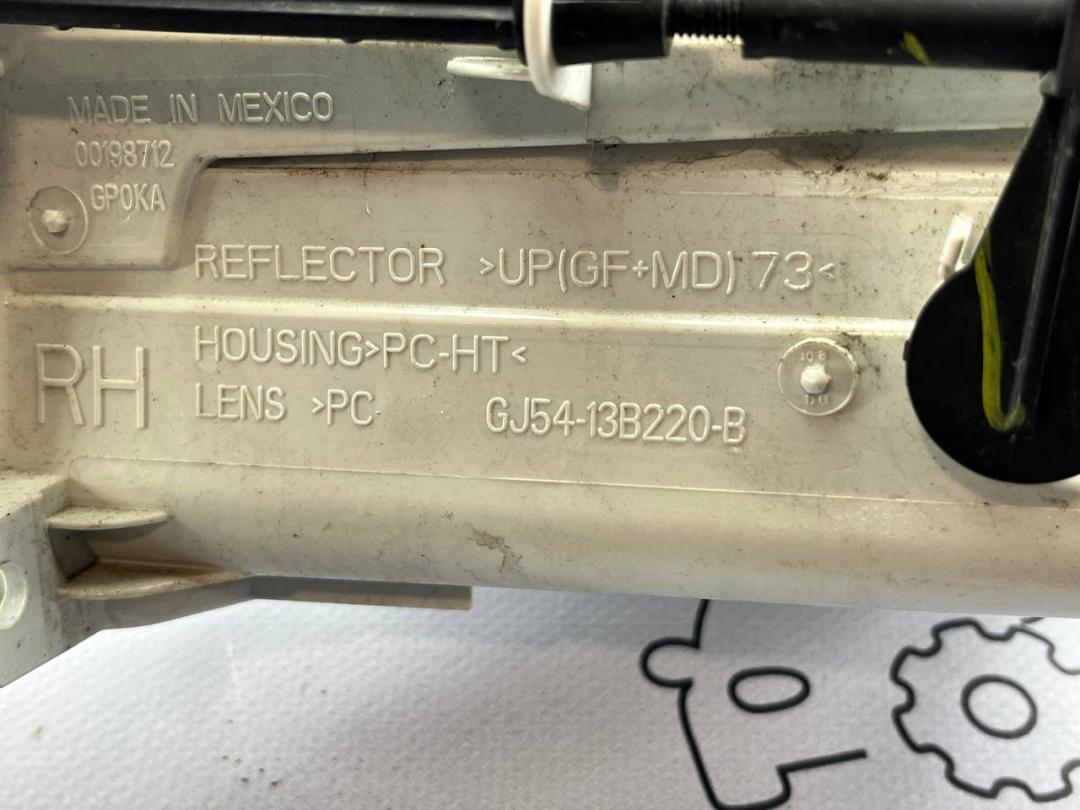 MADE IN MEXICO
00198712
GP0KA
REFLECTOR >UP(GF+MD)73<
HOUSING>PC-HT<
LENS >PC
GJ54-13B220-B
RH